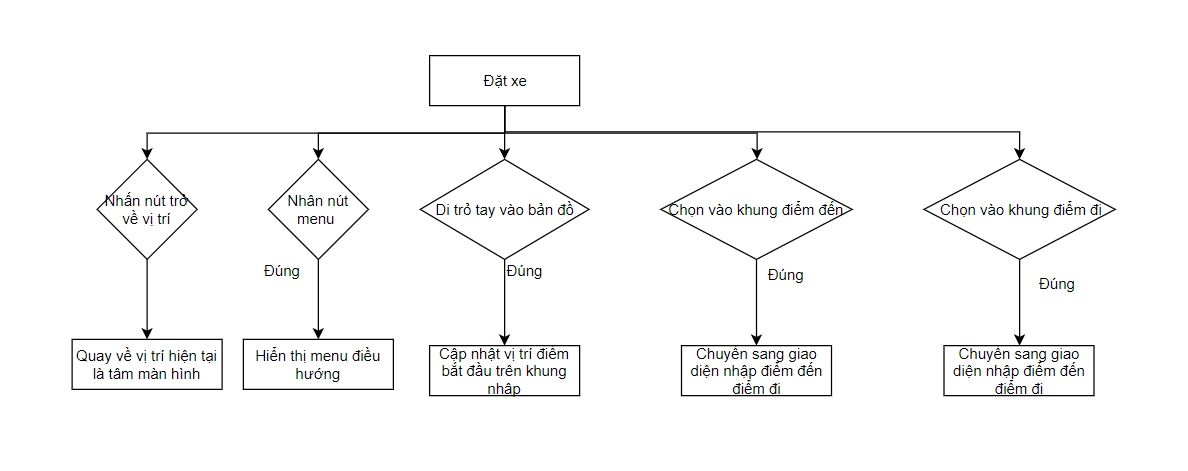 Đặt xe
Nhấn nút trở
về vị trí
Nhân nút
menu
Di trỏ tay vào bản đồ
Chọn vào khung điểm đến
Chọn vào khung điểm đi
Đúng
Đúng
Đúng
Đúng
Quay về vị trí hiện tại
là tâm màn hình
Hiển thị menu điều
hướng
Cập nhật vị trí điêm
bắt đầu trên khung
nhập
Chuyên sang giao
diện nhập điểm đến
điểm đi
Chuyên sang giao
diện nhập điểm đến
điểm đi